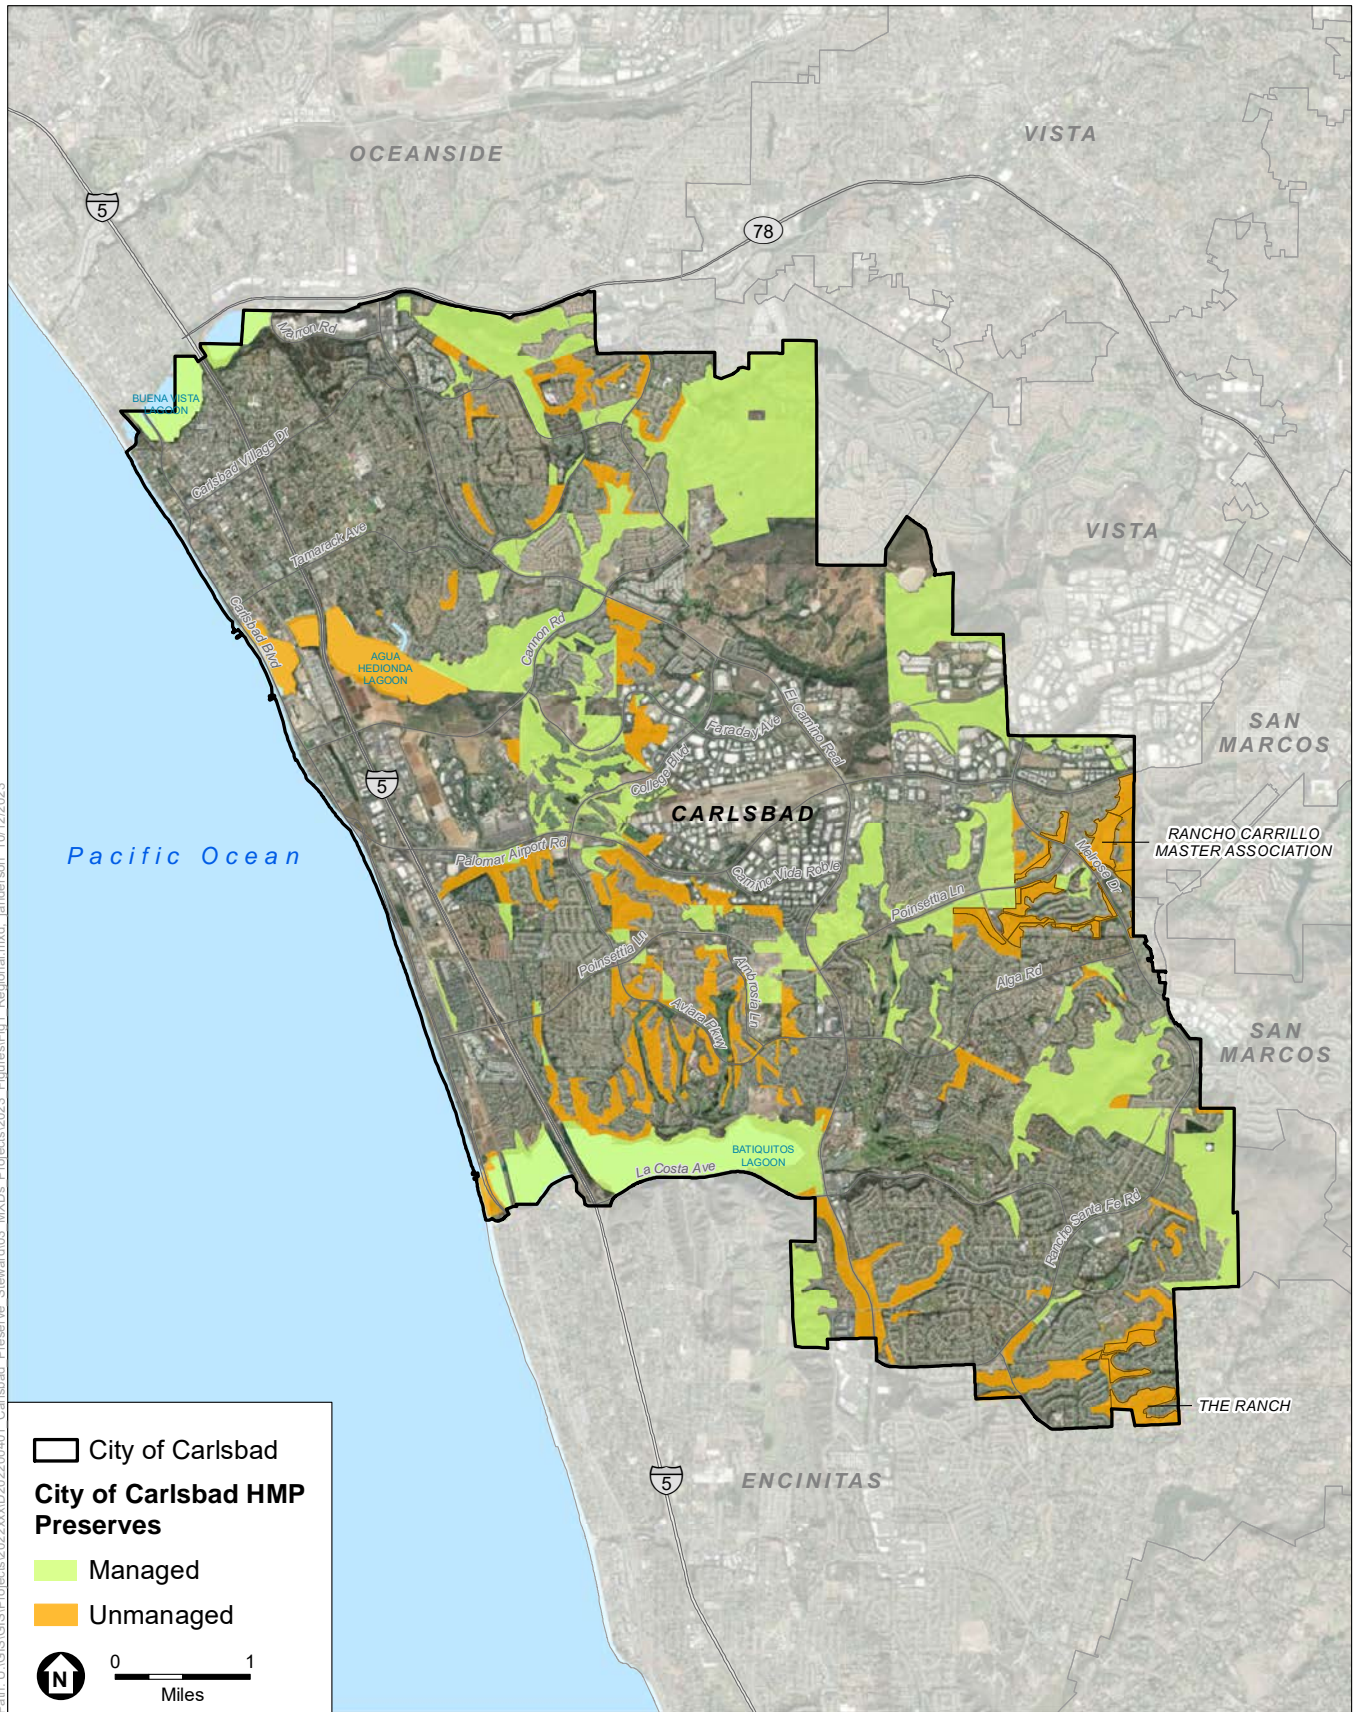 OCEANSIDE
VISTA
5
78
Marron Rd
BUENA VISTA
LAGOON
Carlsbad Village Dr
Tamarack Ave
VISTA
Carlsbad Blvd
Cannon Rd
AGUA
HEDIONDA
LAGOON
El Camino Real
Faraday Ave
College Blvd
SAN
MARCOS
5
CARLSBAD
Pacific Ocean
Palomar Airport Rd
Camino Vida Roble
Melrose Dr
RANCHO CARRILLO
MASTER ASSOCIATION
Poinsettia Ln
Poinsettia Ln
Ambrosia Ln
Alga Rd
Aviara Pkwy
SAN
MARCOS
BATIQUITOS
LAGOON
La Costa Ave
Rancho Santa Fe Rd
THE RANCH
5
ENCINITAS
City of Carlsbad
City of Carlsbad HMP
Preserves
Managed
Unmanaged
N
0 1
Miles